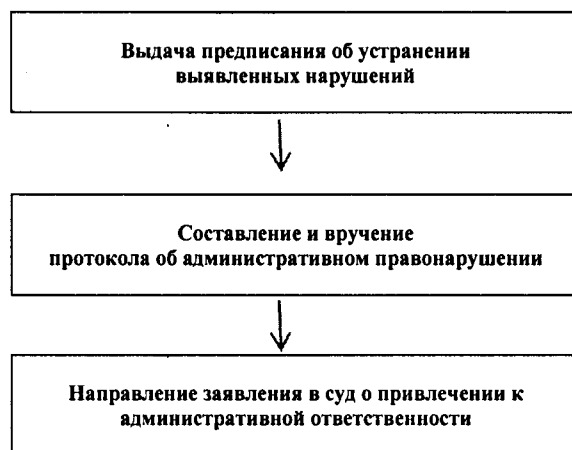 Выдача предписания об устранении
выявленных нарушений
Составление и вручение
протокола об административном правонарушении
Направление заявления в суд о привлечении к
административной ответственности